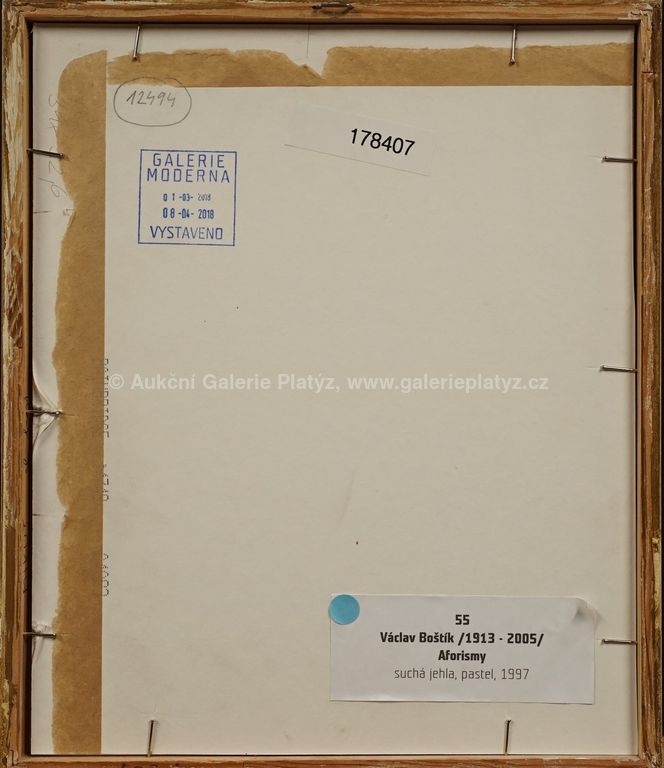 12494
178407
GALERIE
MODERNA
01-03-2018
08-04-2018
VYSTAVENO
© Aukční Galerie Platýz, www.galerieplatyz.cz
55
Václav Boštík /1913 - 2005/
Aforismy
suchá jehla, pastel, 1997